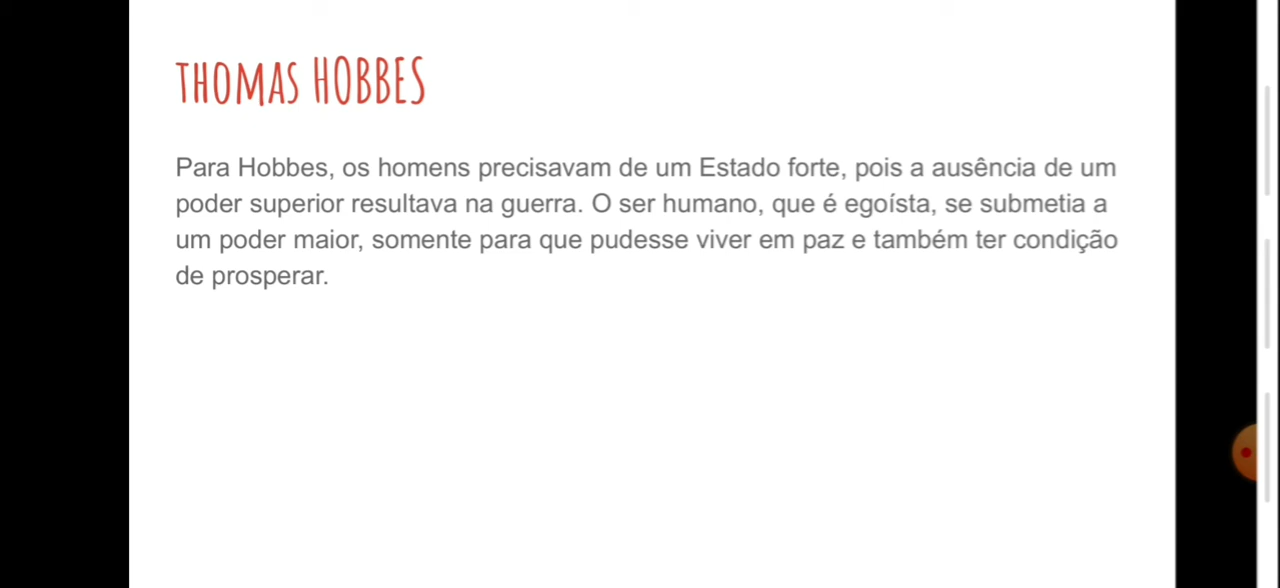 THOMAS HOBBES
Para Hobbes, os homens precisavam de um Estado forte, pois a ausência de um
poder superior resultava na guerra. O ser humano, que é egoísta, se submetia a
um poder maior, somente para que pudesse viver em paz e também ter condição
de prosperar.